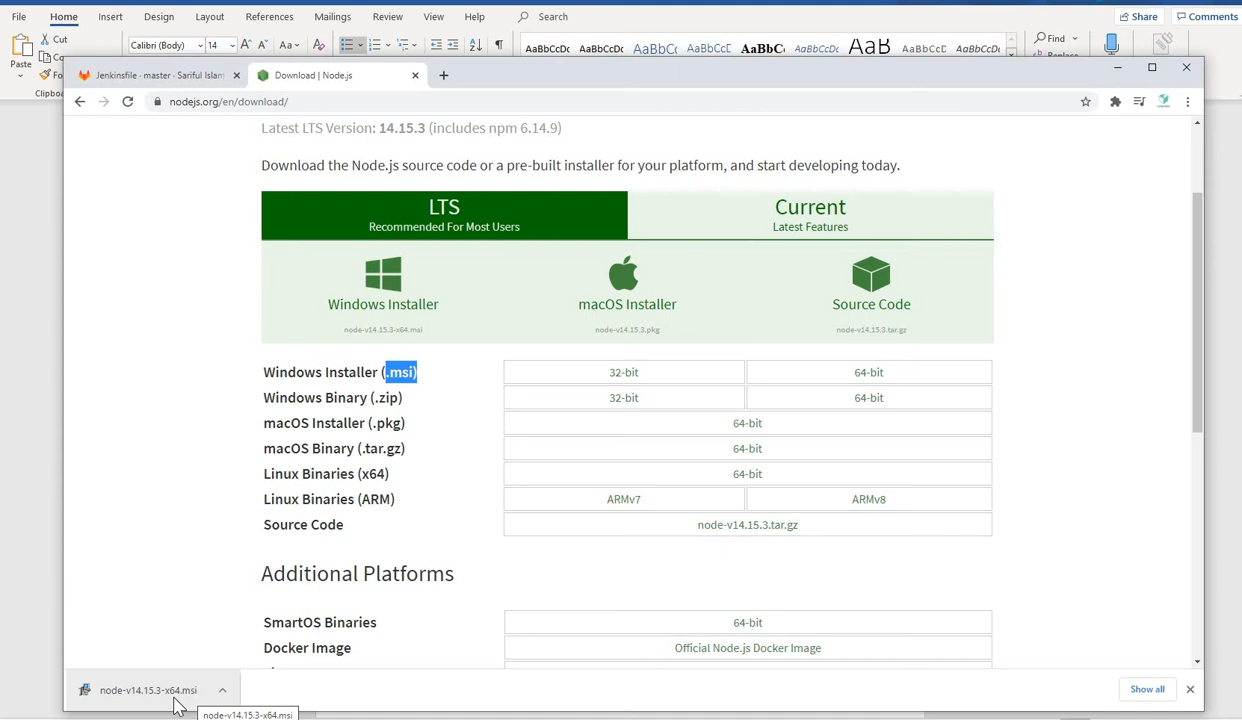 File Home Insert Design Layout References Mailings Review View Help Search Share Comments
Cut
Calibri (Body) 14 Aa
AaBbCcDc AaBbCcDc AaBbC AaBbCcD AaBbCc AaBbCcDc AaB AaBbCcD AaBbCcDc
Find
Paste
Clipboa
Jenkinsfile · master · Sariful Islam
Download | Node.js
nodejs.org/en/download/
Latest LTS Version: 14.15.3 (includes npm 6.14.9)
Download the Node.js source code or a pre-built installer for your platform, and start developing today.
LTS
Recommended For Most Users
Current
Latest Features
Windows Installer
node-v14.15.3-x64.msi
macOS Installer
node-v14.15.3.pkg
Source Code
node-v14.15.3.tar.gz
Windows Installer (.msi) 32-bit 64-bit
Windows Binary (.zip) 32-bit 64-bit
macOS Installer (.pkg) 64-bit
macOS Binary (.tar.gz) 64-bit
Linux Binaries (x64) 64-bit
Linux Binaries (ARM) ARMv7 ARMv8
Source Code node-v14.15.3.tar.gz
Additional Platforms
SmartOS Binaries 64-bit
Docker Image Official Node.js Docker Image
node-v14.15.3-x64.msi
Show all
node-v14.15.3-x64.msi